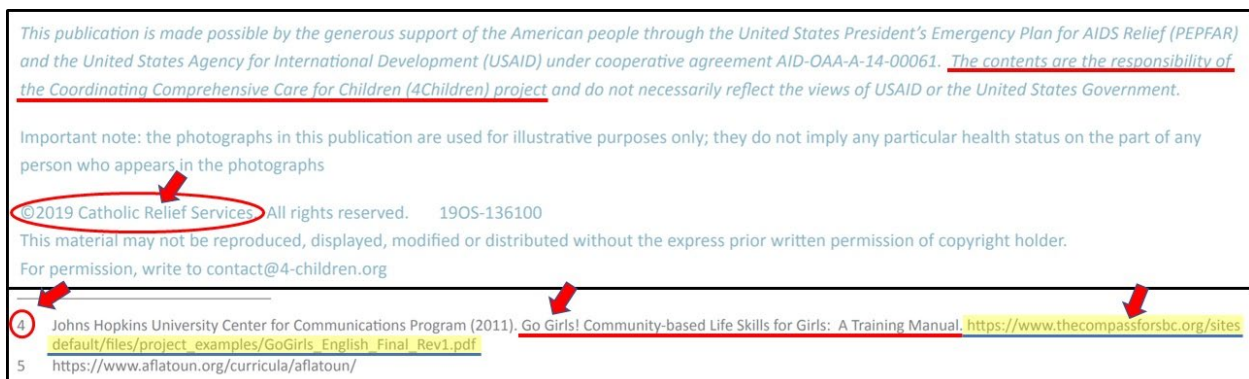 This publication is made possible by the generous support of the American people through the United States President’s Emergency Plan for AIDS Relief (PEPFAR)
and the United States Agency for International Development (USAID) under cooperative agreement AID-OAA-A-14-00061. The contents are the responsibility of
the Coordinating Comprehensive Care for Children (4Children) project and do not necessarily reflect the views of USAID or the United States Government.
Important note: the photographs in this publication are used for illustrative purposes only; they do not imply any particular health status on the part of any
person who appears in the photographs
©2019 Catholic Relief Services. All rights reserved. 19OS-136100
This material may not be reproduced, displayed, modified or distributed without the express prior written permission of copyright holder.
For permission, write to contact@4-children.org
4 Johns Hopkins University Center for Communications Program (2011). Go Girls! Community-based Life Skills for Girls: A Training Manual. https://www.thecompassforsbc.org/sites
default/files/project_examples/GoGirls_English_Final_Rev1.pdf
5 https://www.aflatoun.org/curricula/aflatoun/